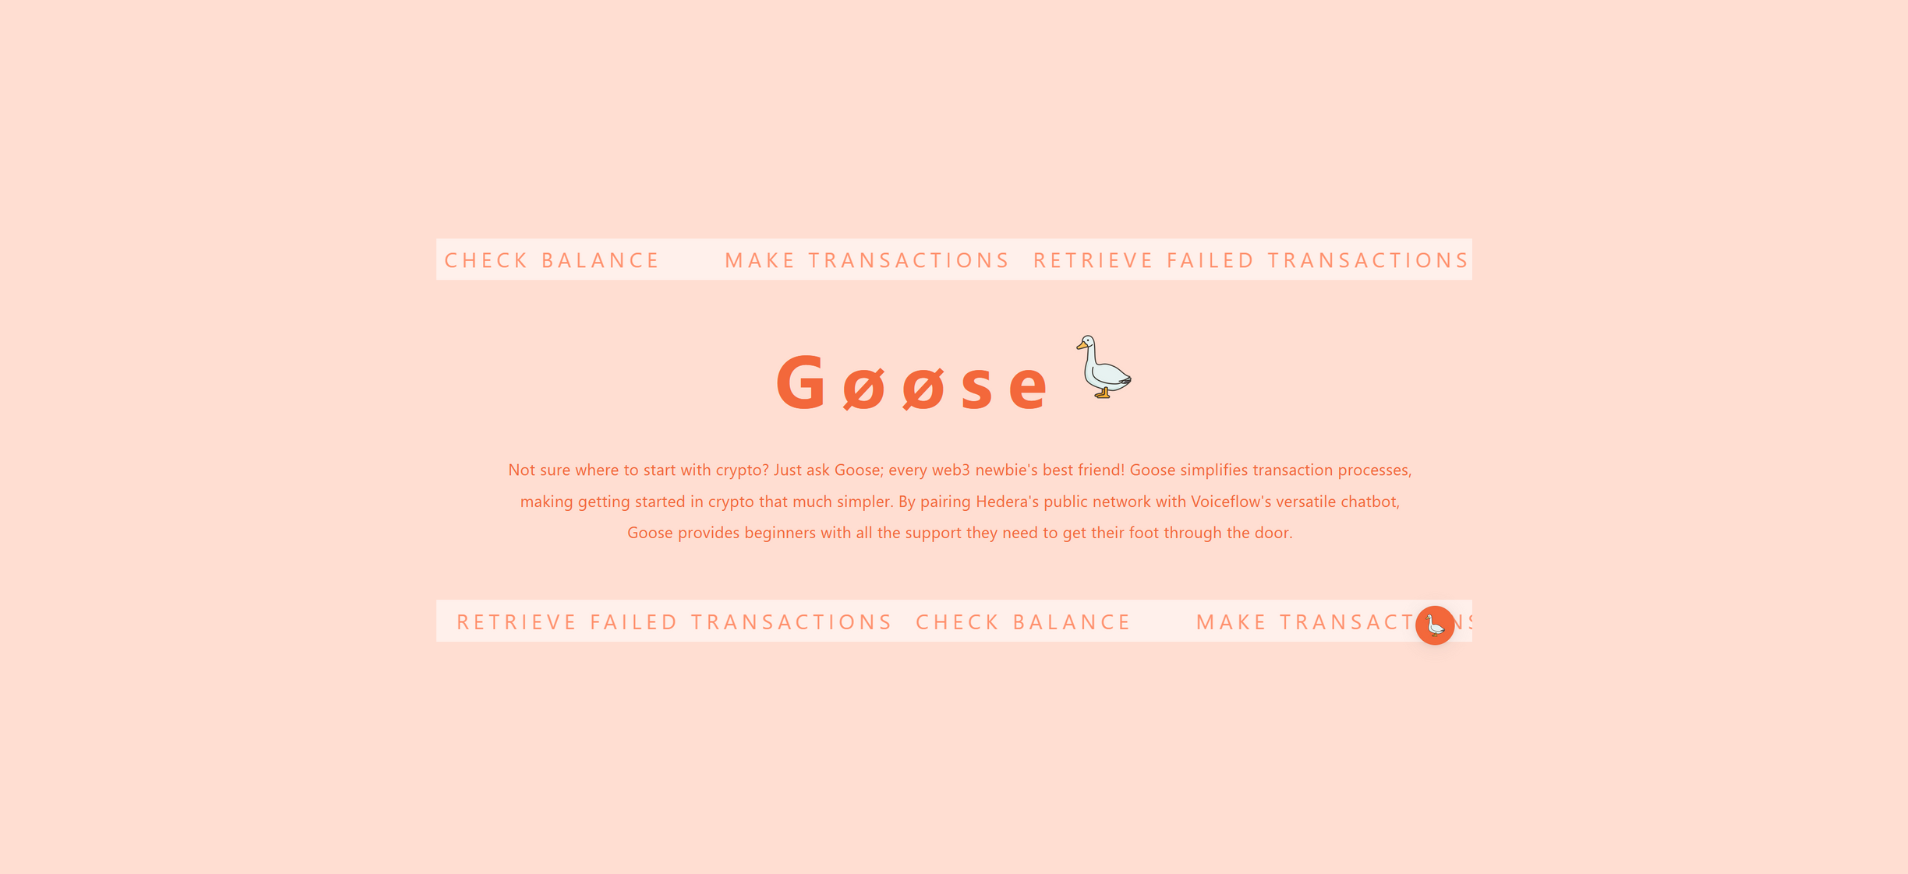 CHECK BALANCE MAKE TRANSACTIONS RETRIEVE FAILED TRANSACTIONS
Gøøse
Not sure where to start with crypto? Just ask Goose; every web3 newbie's best friend! Goose simplifies transaction processes,
making getting started in crypto that much simpler. By pairing Hedera's public network with Voiceflow's versatile chatbot,
Goose provides beginners with all the support they need to get their foot through the door.
RETRIEVE FAILED TRANSACTIONS CHECK BALANCE MAKE